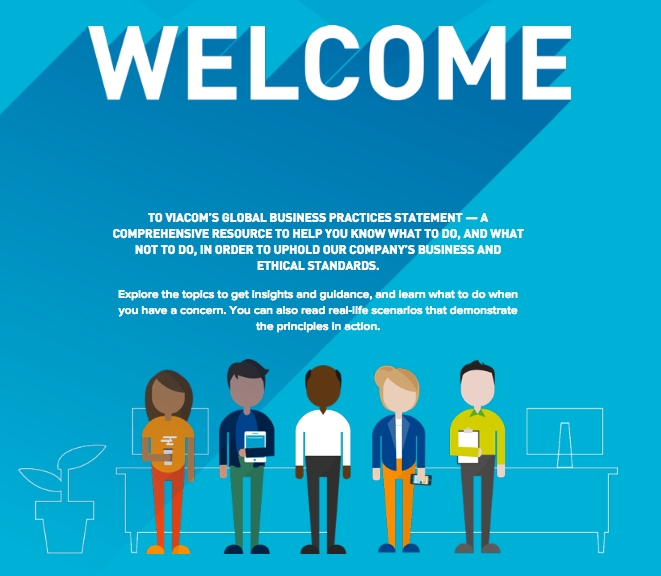 WELCOME
TO VIACOM'S GLOBAL BUSINESS PRACTICES STATEMENT — A
COMPREHENSIVE RESOURCE TO HELP YOU KNOW WHAT TO DO, AND WHAT
NOT TO DO, IN ORDER TO UPHOLD OUR COMPANY'S BUSINESS AND
ETHICAL STANDARDS.
Explore the topics to get insights and guidance, and learn what to do when
you have a concern. You can also read real-life scenarios that demonstrate
the principles in action.